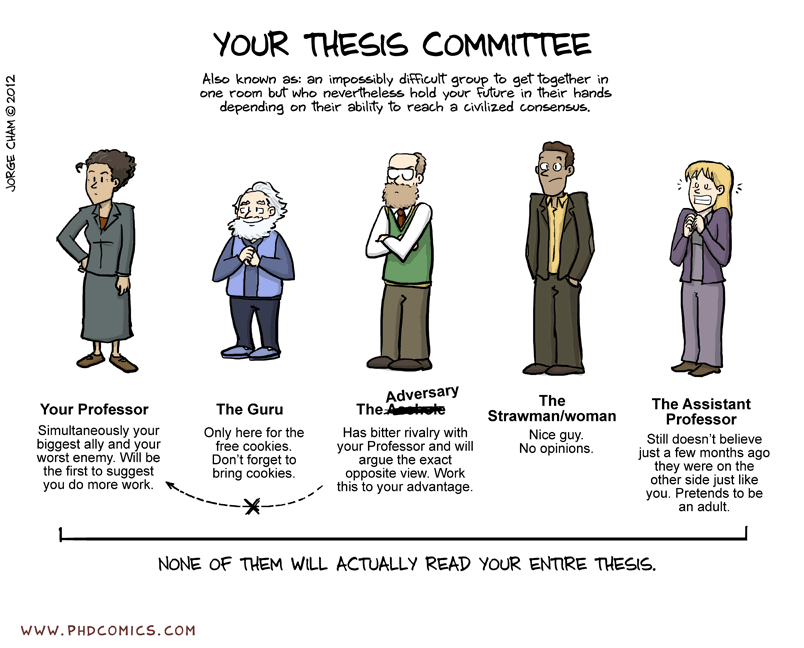 YOUR THESIS COMMITTEE
Also known as: an impossibly difficult group to get together in
one room but who nevertheless hold your future in their hands
depending on their ability to reach a civilized consensus.
JORGE CHAM © 2012
Your Professor
Simultaneously your
biggest ally and your
worst enemy. Will be
the first to suggest
you do more work.
The Guru
Only here for the
free cookies.
Don't forget to
bring cookies.
Adversary
The Asshole
Has bitter rivalry with
your Professor and will
argue the exact
opposite view. Work
this to your advantage.
The
Strawman/woman
Nice guy.
No opinions.
The Assistant
Professor
Still doesn't believe
just a few months ago
they were on the
other side just like
you. Pretends to be
an adult.
NONE OF THEM WILL ACTUALLY READ YOUR ENTIRE THESIS.
WWW.PHDCOMICS.COM